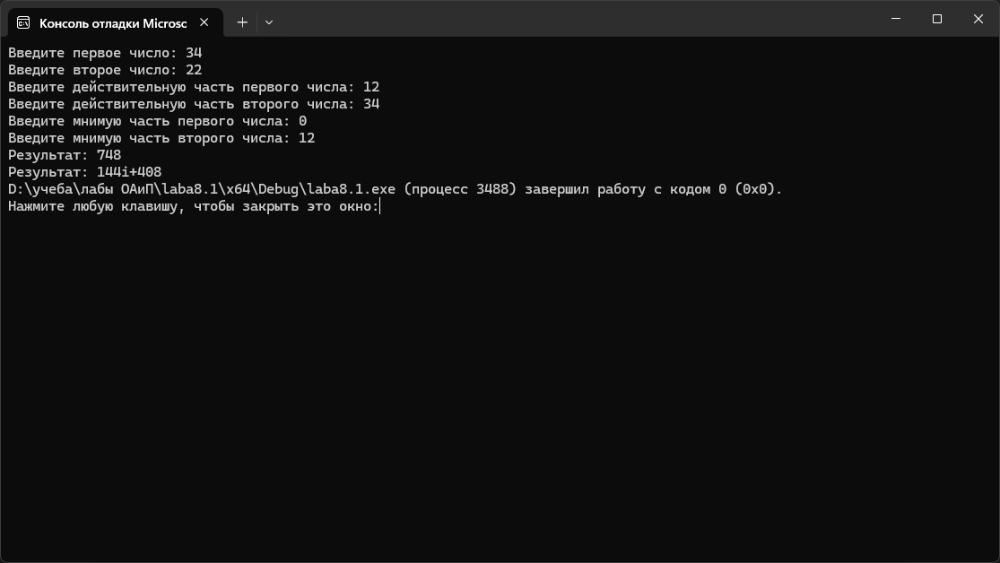 Консоль отладки Microsc
Введите первое число: 34
Введите второе число: 22
Введите действительную часть первого числа: 12
Введите действительную часть второго числа: 34
Введите мнимую часть первого числа: 0
Введите мнимую часть второго числа: 12
Результат: 748
Результат: 144i+408
D:\учеба\лабы ОАиП\laba8.1\x64\Debug\laba8.1.exe (процесс 3488) завершил работу с кодом 0 (0x0).
Нажмите любую клавишу, чтобы закрыть это окно: